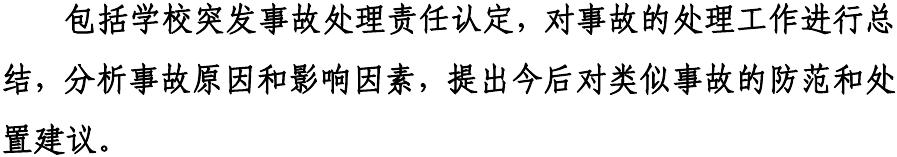 包括学校突发事故处理责任认定，对事故的处理工作进行总
结，分析事故原因和影响因素，提出今后对类似事故的防范和处
置建议。